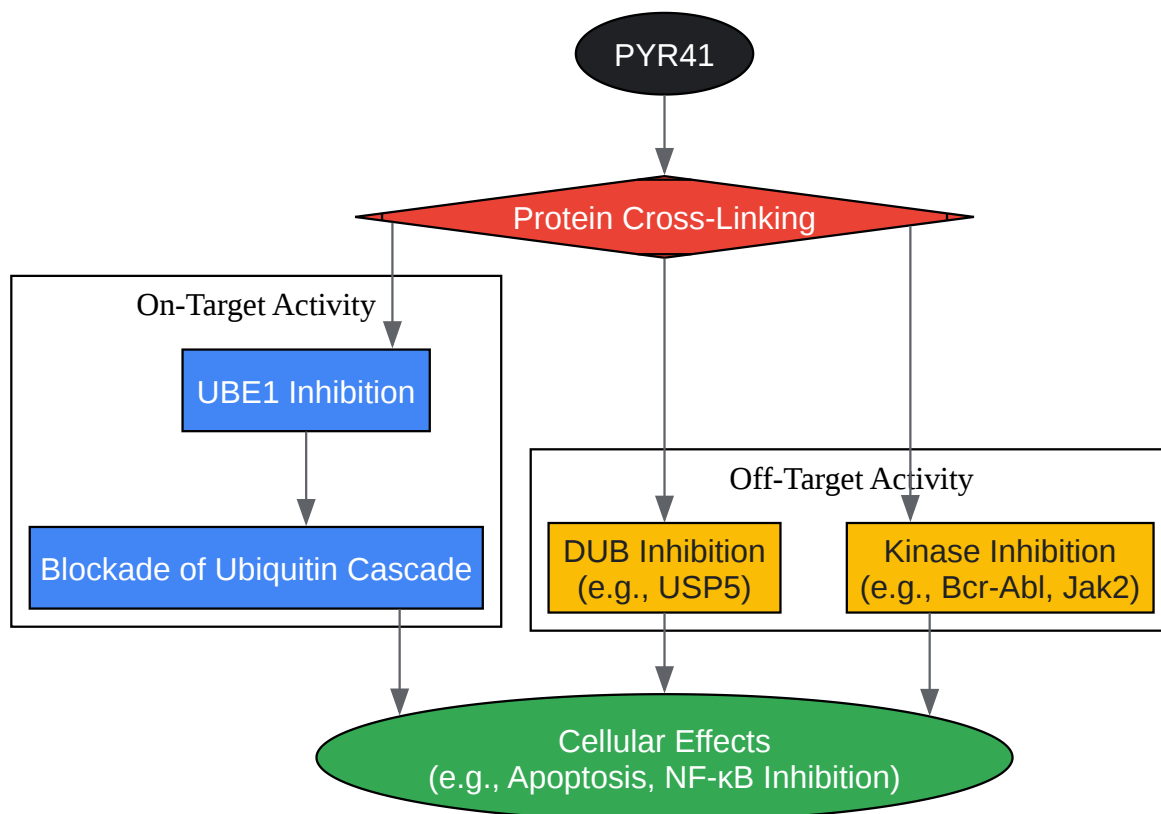 PYR41
Protein Cross-Linking
On-Target Activity
UBE1 Inhibition
Blockade of Ubiquitin Cascade
Off-Target Activity
DUB Inhibition
(e.g., USP5)
Kinase Inhibition
(e.g., Bcr-Abl, Jak2)
Cellular Effects
(e.g., Apoptosis, NF-κB Inhibition)